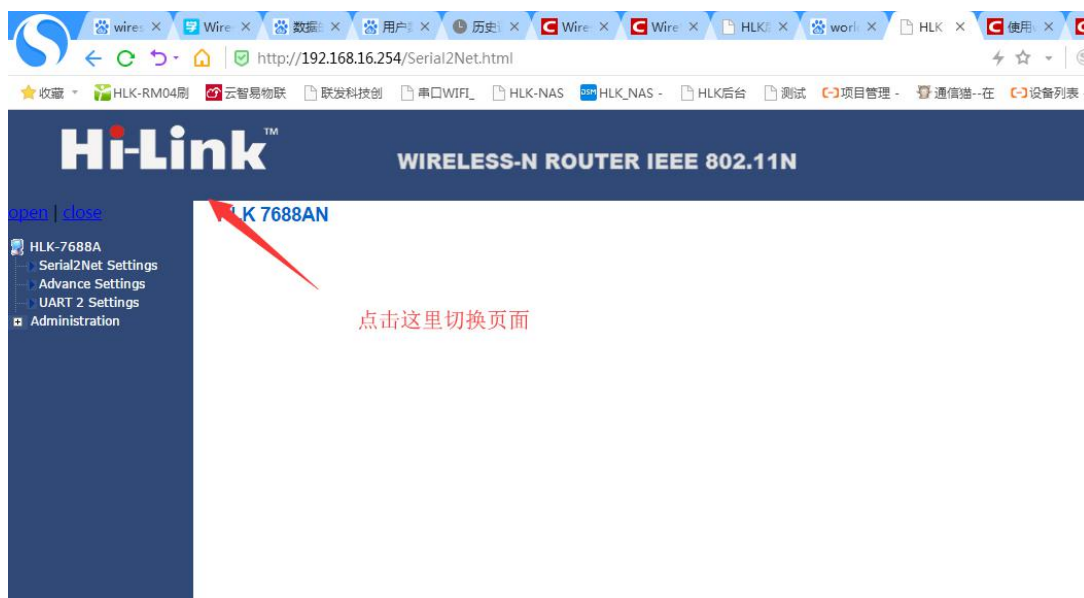 wires Wire 数据 用户 历史 Wire Wire HLK work HLK 使用
http://192.168.16.254/Serial2Net.html
收藏 HLK-RM04刷 云智易物联 联发科技创 串口WIFI_ HLK-NAS HLK_NAS - HLK后台 测试 项目管理 - 通信猫--在 设备列表
Hi-Link™
WIRELESS-N ROUTER IEEE 802.11N
open | close
HLK 7688AN
HLK-7688A
Serial2Net Settings
Advance Settings
UART 2 Settings
Administration
点击这里切换页面